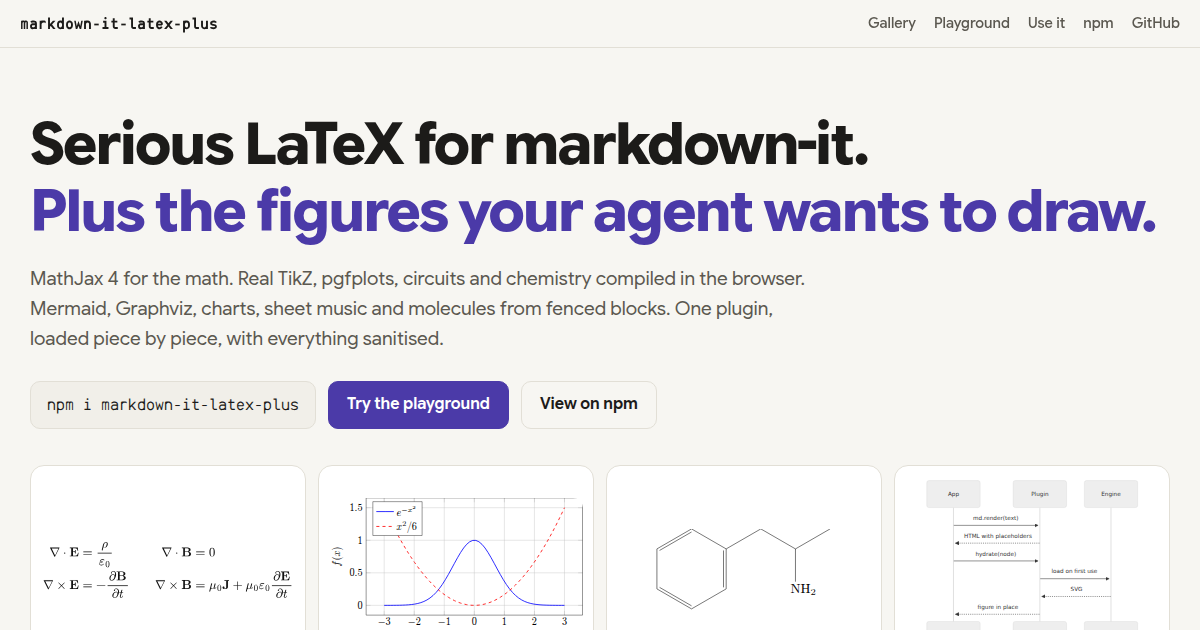 markdown-it-latex-plus
Gallery Playground Use it npm GitHub
Serious LaTeX for markdown-it.
Plus the figures your agent wants to draw.
MathJax 4 for the math. Real TikZ, pgfplots, circuits and chemistry compiled in the browser.
Mermaid, Graphviz, charts, sheet music and molecules from fenced blocks. One plugin,
loaded piece by piece, with everything sanitised.
npm i markdown-it-latex-plus
Try the playground
View on npm
∇ · E = ρ/ε₀ ∇ · B = 0
∇ × E = −∂B/∂t ∇ × B = μ₀J + μ₀ε₀ ∂E/∂t
e^{−x²}
x²/6
f(x)
1.5
1
0.5
0
−3 −2 −1 0 1 2 3
NH₂
App Plugin Engine
md.render(text)
HTML with placeholders
hydrate(node)
load on first use
SVG
figure in place